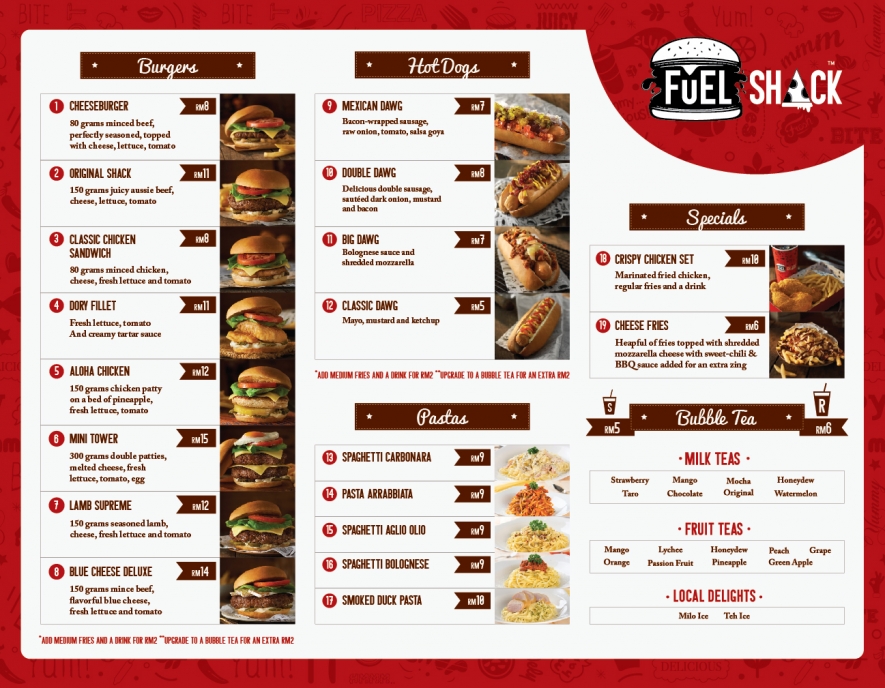 FUEL SHACK ™
Burgers
1 CHEESEBURGER RM8
80 grams minced beef,
perfectly seasoned, topped
with cheese, lettuce, tomato
2 ORIGINAL SHACK RM11
150 grams juicy aussie beef,
cheese, lettuce, tomato
3 CLASSIC CHICKEN RM8
SANDWICH
80 grams minced chicken,
cheese, fresh lettuce and tomato
4 DORY FILLET RM11
Fresh lettuce, tomato
And creamy tartar sauce
5 ALOHA CHICKEN RM12
150 grams chicken patty
on a bed of pineapple,
fresh lettuce, tomato
6 MINI TOWER RM15
300 grams double patties,
melted cheese, fresh
lettuce, tomato, egg
7 LAMB SUPREME RM12
150 grams seasoned lamb,
cheese, fresh lettuce and tomato
8 BLUE CHEESE DELUXE RM14
150 grams mince beef,
flavorful blue cheese,
fresh lettuce and tomato
*ADD MEDIUM FRIES AND A DRINK FOR RM2 **UPGRADE TO A BUBBLE TEA FOR AN EXTRA RM2
Hot Dogs
9 MEXICAN DAWG RM7
Bacon-wrapped sausage,
raw onion, tomato, salsa goya
10 DOUBLE DAWG RM8
Delicious double sausage,
sautéed dark onion, mustard
and bacon
11 BIG DAWG RM7
Bolognese sauce and
shredded mozzarella
12 CLASSIC DAWG RM5
Mayo, mustard and ketchup
*ADD MEDIUM FRIES AND A DRINK FOR RM2 **UPGRADE TO A BUBBLE TEA FOR AN EXTRA RM2
Pastas
13 SPAGHETTI CARBONARA RM9
14 PASTA ARRABBIATA RM9
15 SPAGHETTI AGLIO OLIO RM9
16 SPAGHETTI BOLOGNESE RM9
17 SMOKED DUCK PASTA RM10
Specials
18 CRISPY CHICKEN SET RM10
Marinated fried chicken,
regular fries and a drink
19 CHEESE FRIES RM6
Heapful of fries topped with shredded
mozzarella cheese with sweet-chili &
BBQ sauce added for an extra zing
S RM5 Bubble Tea R RM6
• MILK TEAS •
Strawberry Mango Mocha Honeydew
Taro Chocolate Original Watermelon
• FRUIT TEAS •
Mango Lychee Honeydew Peach Grape
Orange Passion Fruit Pineapple Green Apple
• LOCAL DELIGHTS •
Milo Ice Teh Ice